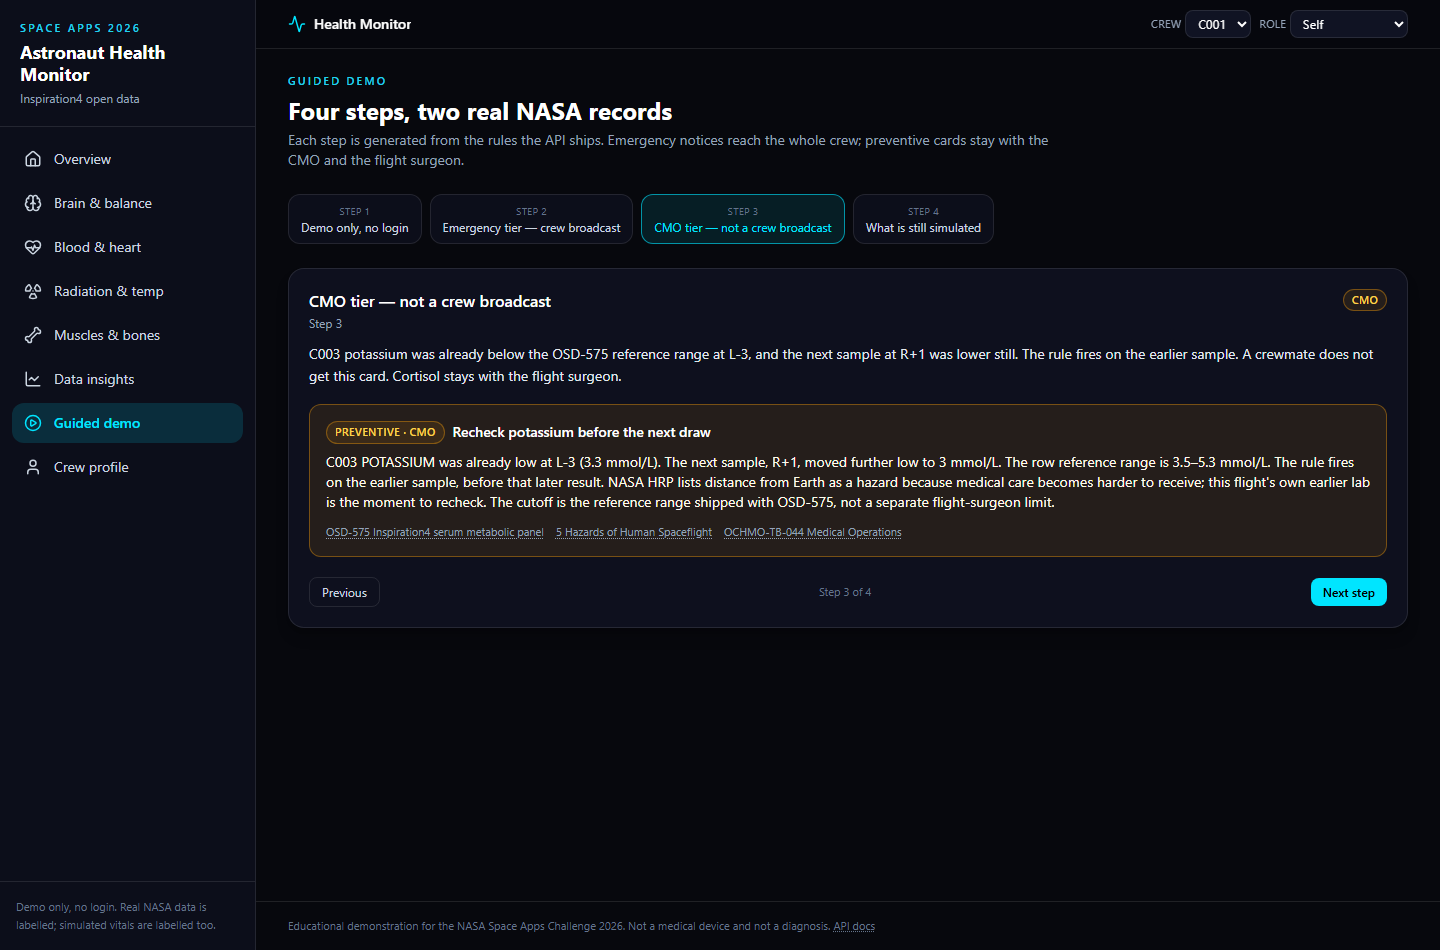 SPACE APPS 2026
Astronaut Health
Monitor
Inspiration4 open data
Overview
Brain & balance
Blood & heart
Radiation & temp
Muscles & bones
Data insights
Guided demo
Crew profile
Demo only, no login. Real NASA data is
labelled; simulated vitals are labelled too.
Health Monitor
CREW C001 ROLE Self
GUIDED DEMO
Four steps, two real NASA records
Each step is generated from the rules the API ships. Emergency notices reach the whole crew; preventive cards stay with the
CMO and the flight surgeon.
STEP 1
Demo only, no login
STEP 2
Emergency tier — crew broadcast
STEP 3
CMO tier — not a crew broadcast
STEP 4
What is still simulated
CMO tier — not a crew broadcast
CMO
Step 3
C003 potassium was already below the OSD-575 reference range at L-3, and the next sample at R+1 was lower still. The rule fires on the earlier sample. A crewmate does not
get this card. Cortisol stays with the flight surgeon.
PREVENTIVE · CMO Recheck potassium before the next draw
C003 POTASSIUM was already low at L-3 (3.3 mmol/L). The next sample, R+1, moved further low to 3 mmol/L. The row reference range is 3.5–5.3 mmol/L. The rule fires
on the earlier sample, before that later result. NASA HRP lists distance from Earth as a hazard because medical care becomes harder to receive; this flight's own earlier lab
is the moment to recheck. The cutoff is the reference range shipped with OSD-575, not a separate flight-surgeon limit.
OSD-575 Inspiration4 serum metabolic panel 5 Hazards of Human Spaceflight OCHMO-TB-044 Medical Operations
Previous
Step 3 of 4
Next step
Educational demonstration for the NASA Space Apps Challenge 2026. Not a medical device and not a diagnosis. API docs